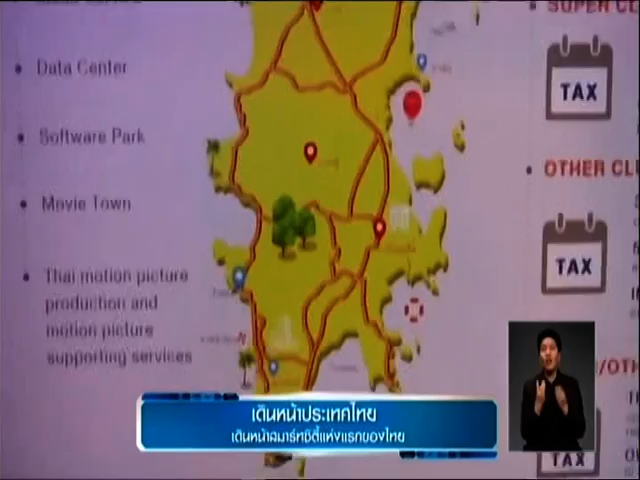 SUPER CL
Data Center
TAX
Software Park
OTHER CLU
Movie Town
TAX
Thai motion picture
production and
motion picture
supporting services
/OTH
เดินหน้าประเทศไทย
เดินหน้าสมาร์ทซิตี้แห่งแรกของไทย
TAX